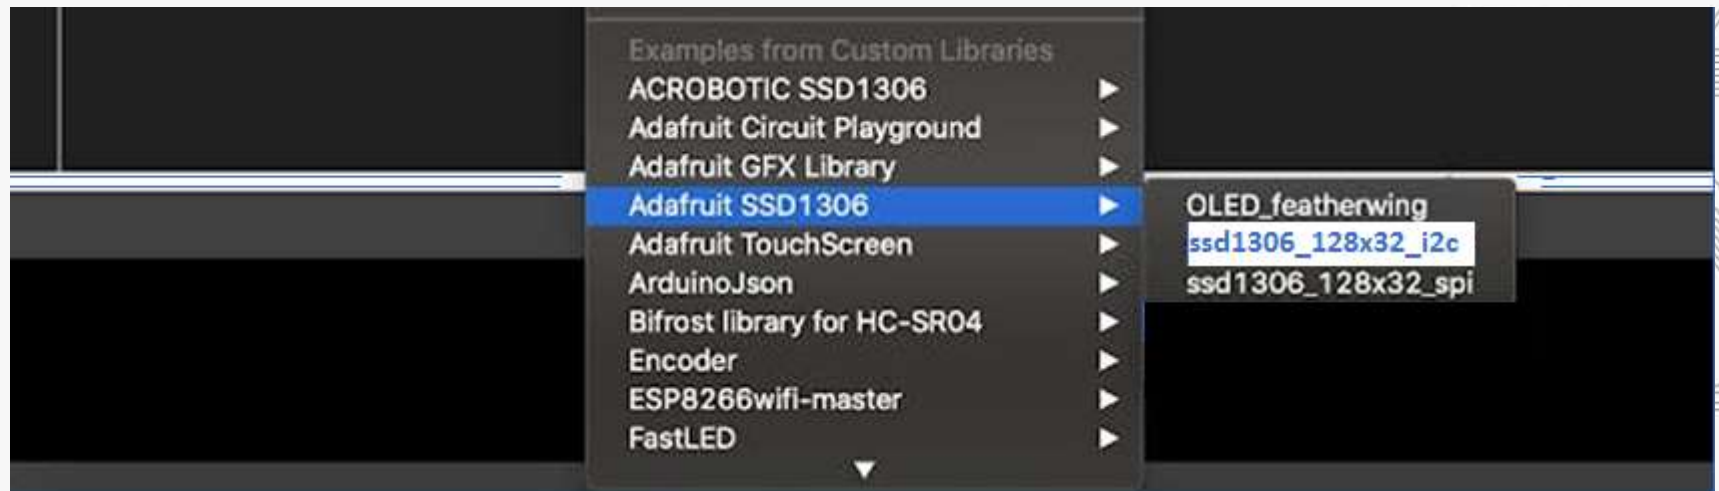 Examples from Custom Libraries
ACROBOTIC SSD1306
Adafruit Circuit Playground
Adafruit GFX Library
Adafruit SSD1306
Adafruit TouchScreen
ArduinoJson
Bifrost library for HC-SR04
Encoder
ESP8266wifi-master
FastLED
OLED_featherwing
ssd1306_128x32_i2c
ssd1306_128x32_spi